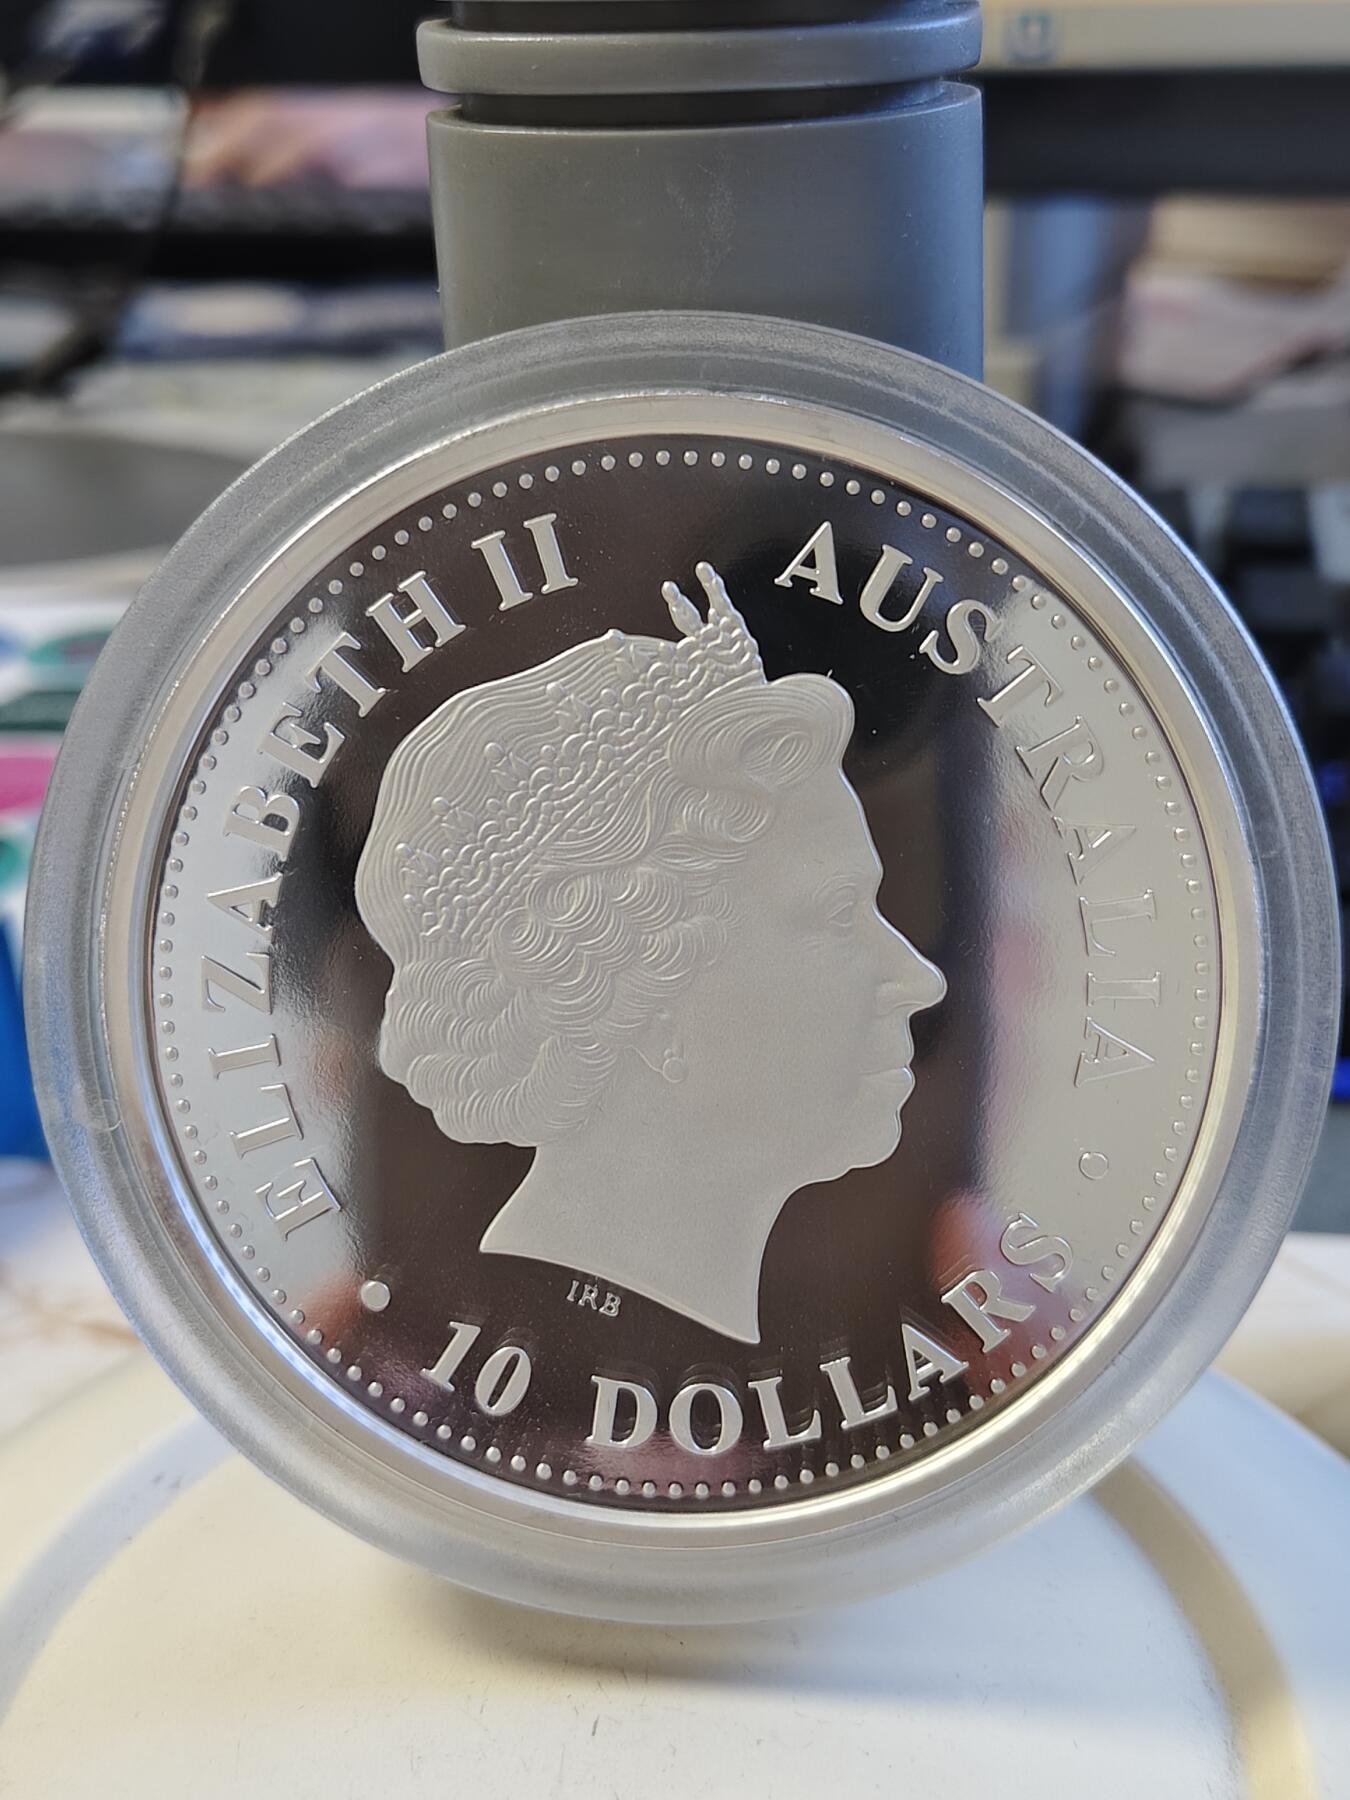 ELIZABETH II
AUSTRALIA
10 DOLLARS
IRB